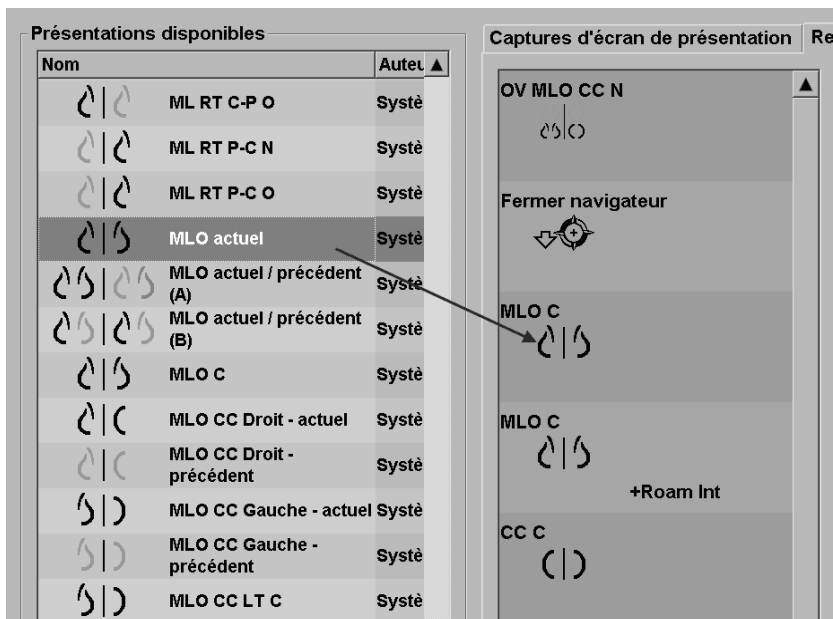 Présentations disponibles
Nom
Auteu
ML RT C-P O
Systè
ML RT P-C N
Systè
ML RT P-C O
Systè
MLO actuel
Systè
MLO actuel / précédent
(A)
Systè
MLO actuel / précédent
(B)
Systè
MLO C
Systè
MLO CC Droit - actuel
Systè
MLO CC Droit -
précédent
Systè
MLO CC Gauche - actuel
Systè
MLO CC Gauche -
précédent
Systè
MLO CC LT C
Systè
Captures d'écran de présentation
Re
OV MLO CC N
Fermer navigateur
MLO C
MLO C
+Roam Int
CC C